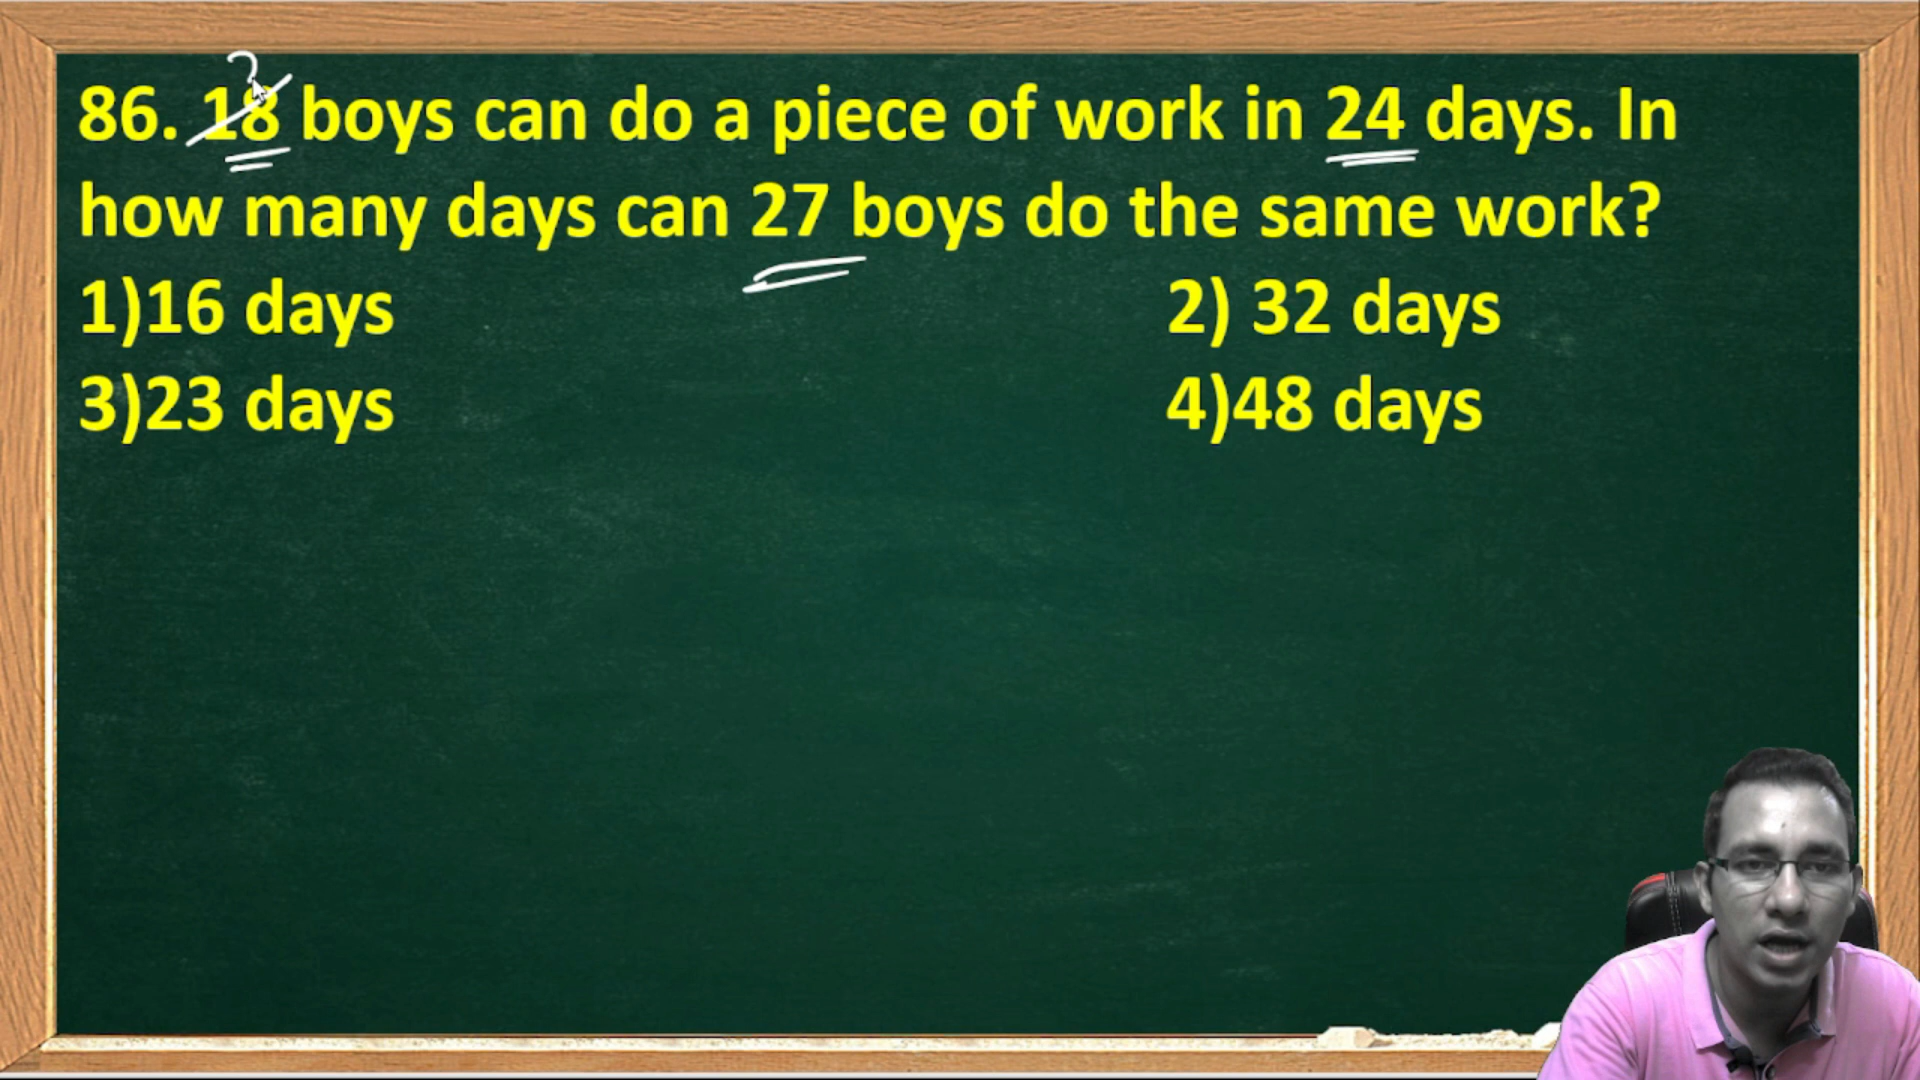 ?
86. 18 boys can do a piece of work in 24 days. In
how many days can 27 boys do the same work?
1)16 days 2) 32 days
3)23 days 4)48 days